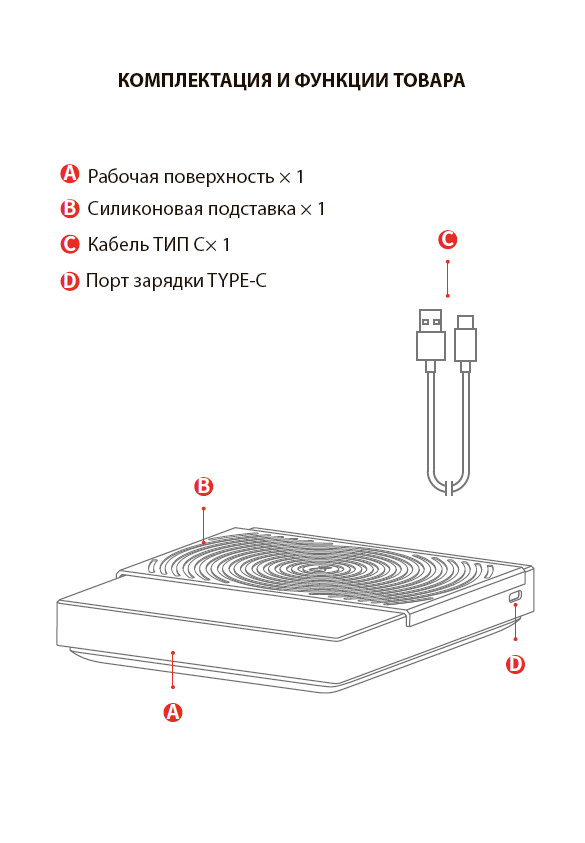 КОМПЛЕКТАЦИЯ И ФУНКЦИИ ТОВАРА
A Рабочая поверхность × 1
B Силиконовая подставка × 1
C Кабель ТИП С× 1
D Порт зарядки TYPE-C
C
B
D
A